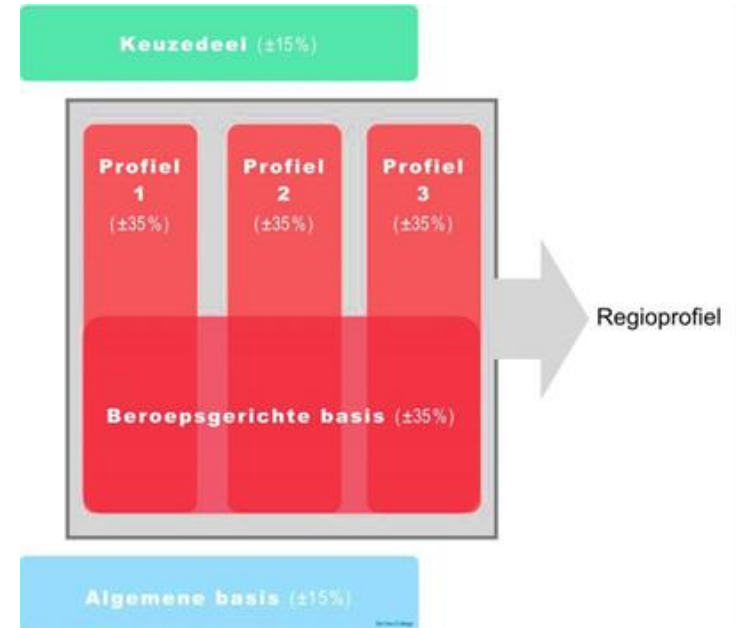 Keuzedeel (±15%)
Profiel
1
(±35%)
Profiel
2
(±35%)
Profiel
3
(±35%)
Regioprofiel
Beroepsgerichte basis (±35%)
Algemene basis (±15%)